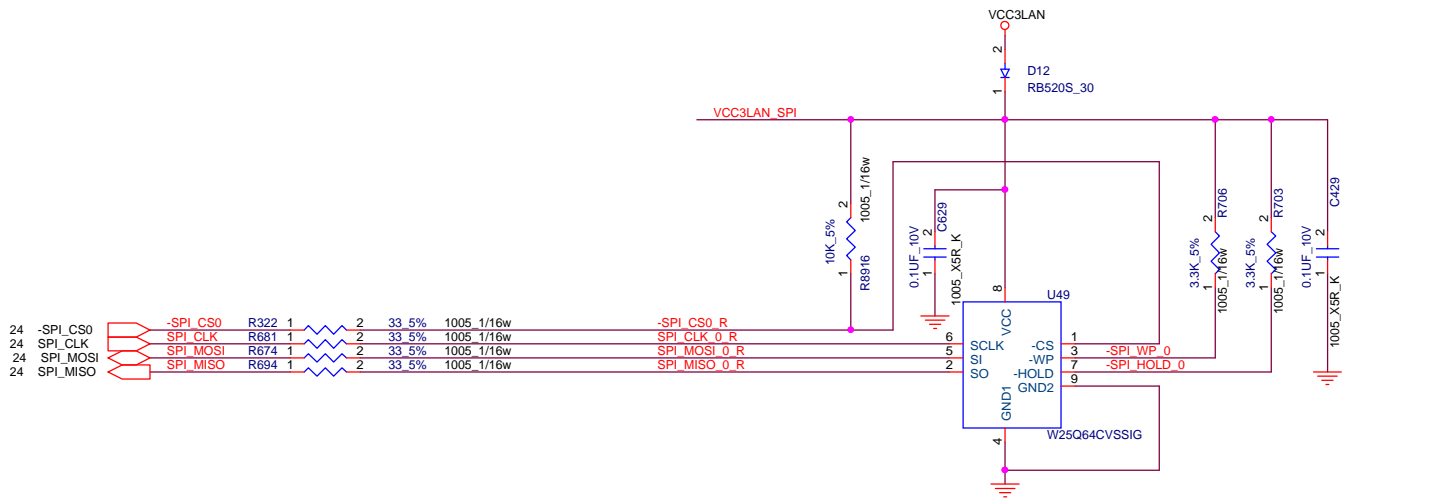 VCC3LAN
2
D12
RB520S_30
1
VCC3LAN_SPI
2
1005_1/16w
10K_5%
1
R8916
2
C629
0.1UF_10V
1
1005_X5R_K
2
R706
3.3K_5%
1
1005_1/16w
2
R703
3.3K_5%
1
1005_1/16w
2
C429
0.1UF_10V
1
1005_X5R_K
8
U49
VCC
24 -SPI_CS0 -SPI_CS0 R322 1 2 33_5% 1005_1/16w -SPI_CS0_R
24 SPI_CLK SPI_CLK R681 1 2 33_5% 1005_1/16w SPI_CLK_0_R 6 SCLK -CS 1
24 SPI_MOSI SPI_MOSI R674 1 2 33_5% 1005_1/16w SPI_MOSI_0_R 5 SI -WP 3 -SPI_WP_0
24 SPI_MISO SPI_MISO R694 1 2 33_5% 1005_1/16w SPI_MISO_0_R 2 SO -HOLD 7 -SPI_HOLD_0
GND2 9
GND1
4
W25Q64CVSSIG